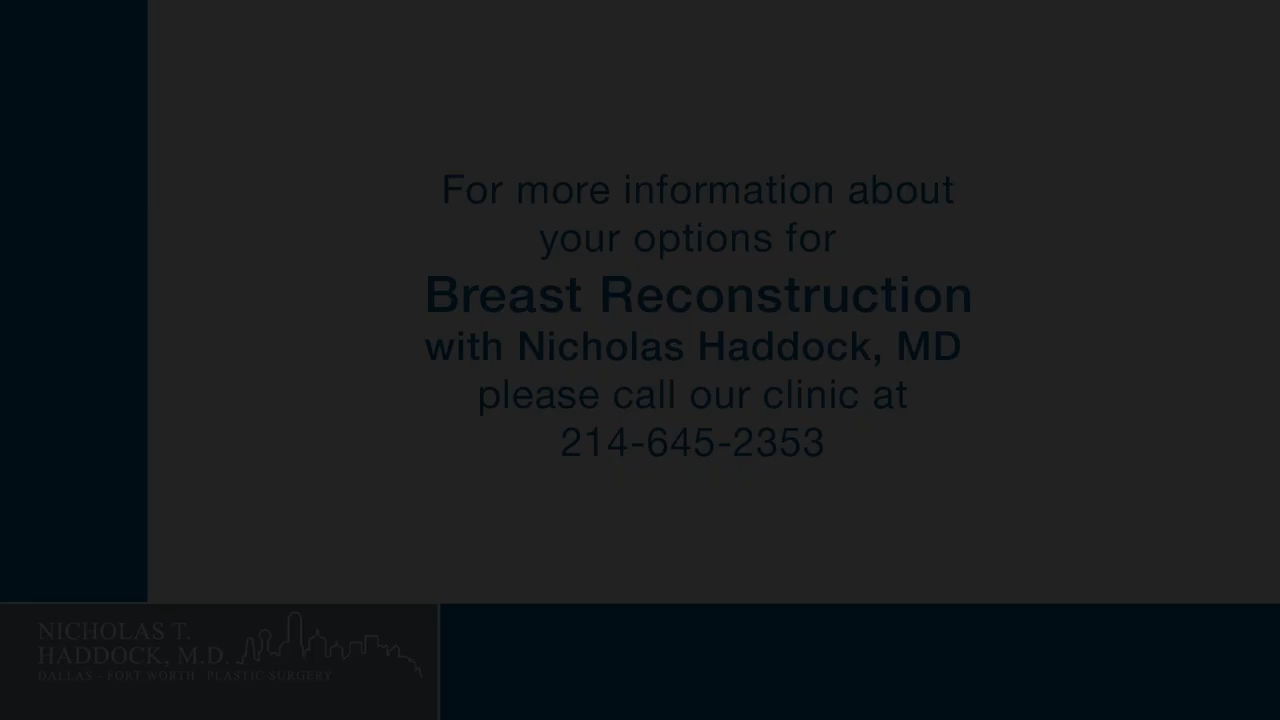 For more information about
your options for
Breast Reconstruction
with Nicholas Haddock, MD
please call our clinic at
214-645-2353
NICHOLAS T.
HADDOCK, M.D.
DALLAS - FORT WORTH PLASTIC SURGERY